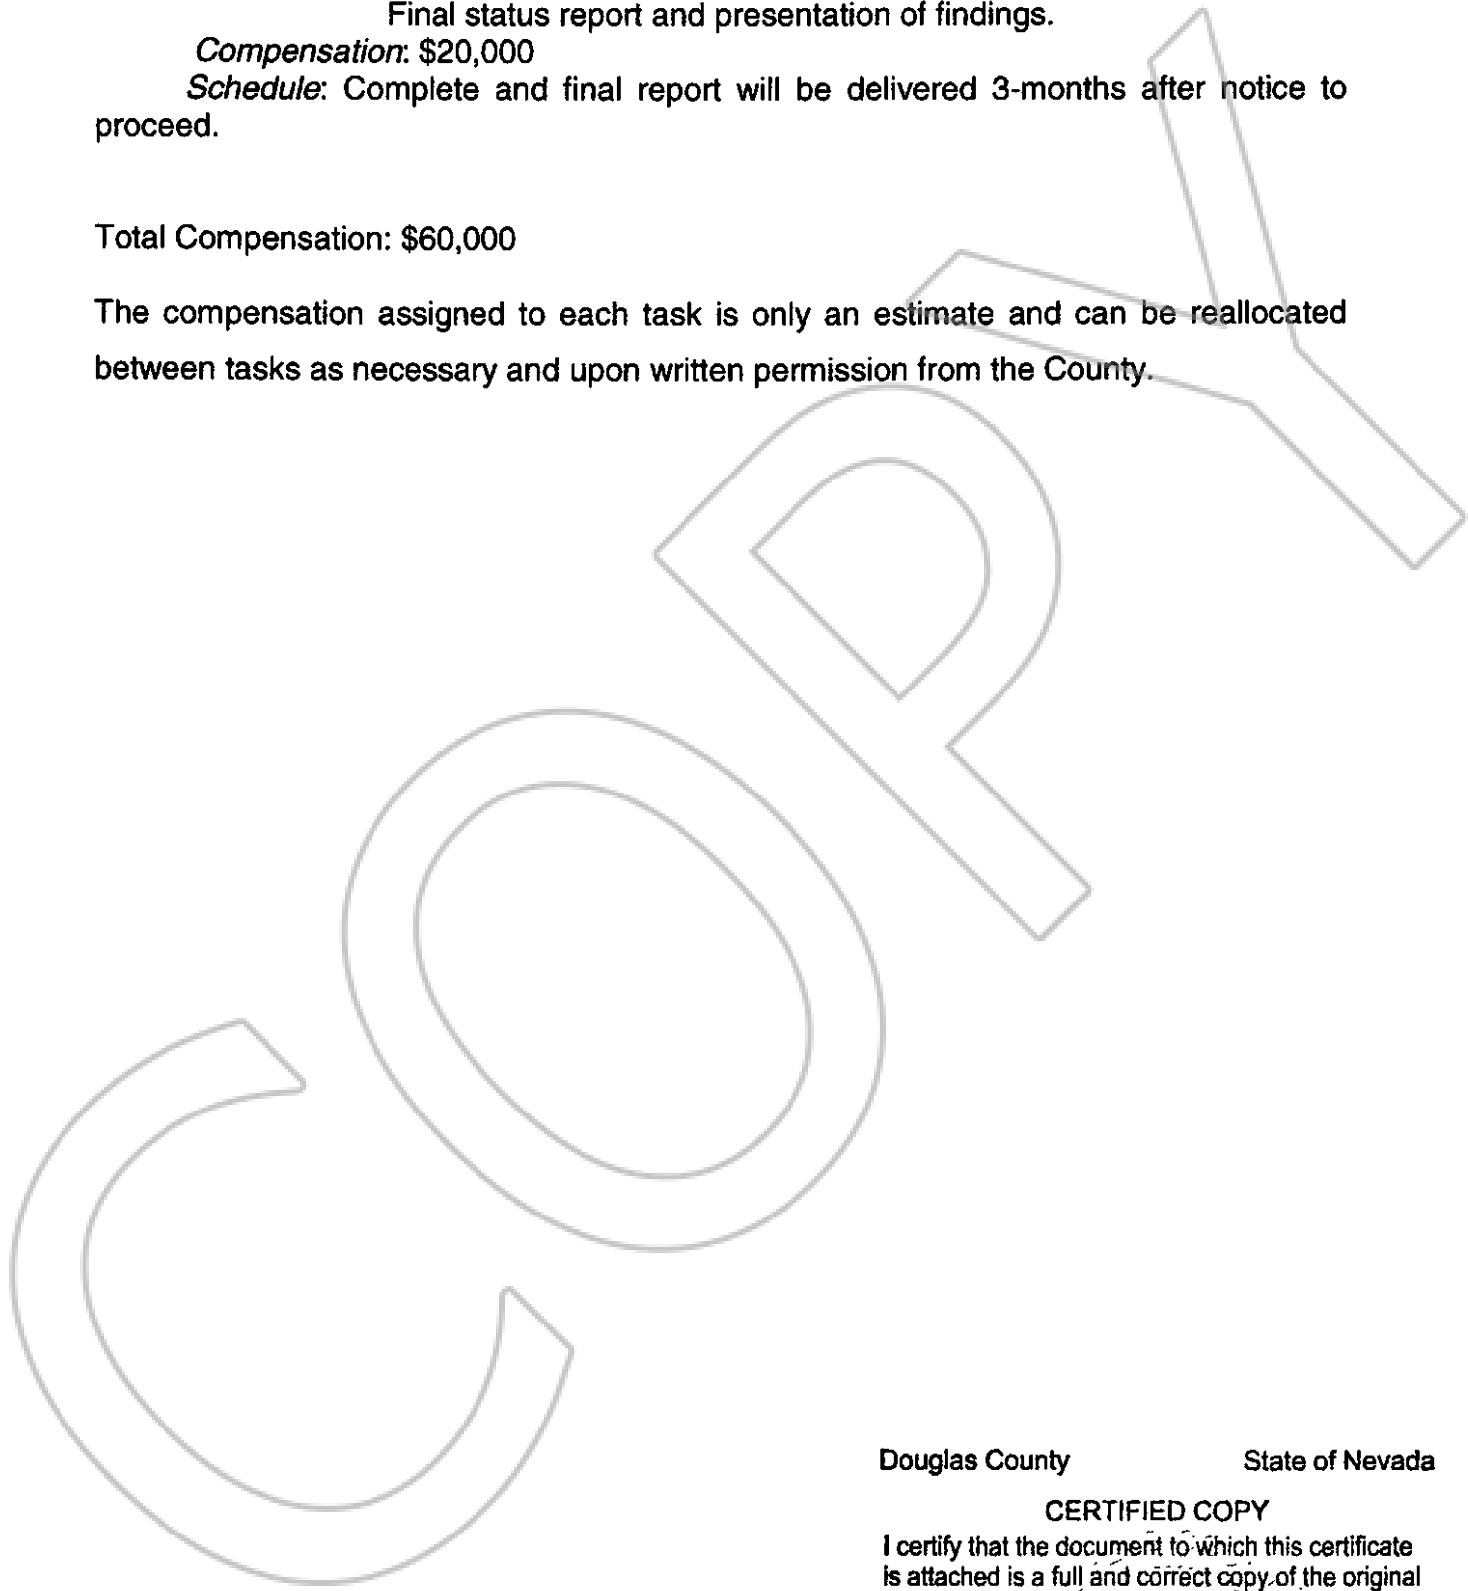 Final status report and presentation of findings.
Compensation: $20,000
Schedule: Complete and final report will be delivered 3-months after notice to
proceed.
Total Compensation: $60,000
The compensation assigned to each task is only an estimate and can be reallocated
between tasks as necessary and upon written permission from the County.
COPY
Douglas County State of Nevada
CERTIFIED COPY
I certify that the document to which this certificate
is attached is a full and correct copy of the original